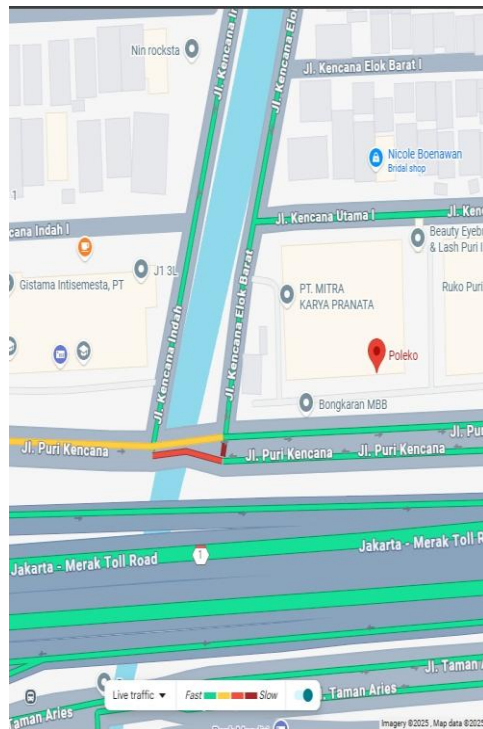 Nin rocksta
Jl. Kencana In
Jl. Kencana Elok
Jl. Kencana Elok Barat I
Nicole Boenawan
Bridal shop
1
Jl. Kencana Utama I
Jl. Kenc
cana Indah I
Beauty Eyebr
& Lash Puri I
J1 3L
Gistama Intisemesta, PT
PT. MITRA
KARYA PRANATA
Ruko Puri
Jl. Kencana Indah
Jl. Kencana Elok Barat
Poleko
Bongkaran MBB
Jl. Puri Kencana
Jl. Pu
Jl. Puri Kencana
Jl. Puri Kencana
Jakarta - Merak Toll R
Jakarta - Merak Toll Road
1
Jl. Taman A
Live traffic
Fast
Slow
. Taman Aries
Taman Aries
Imagery ©2025, Map data ©2025